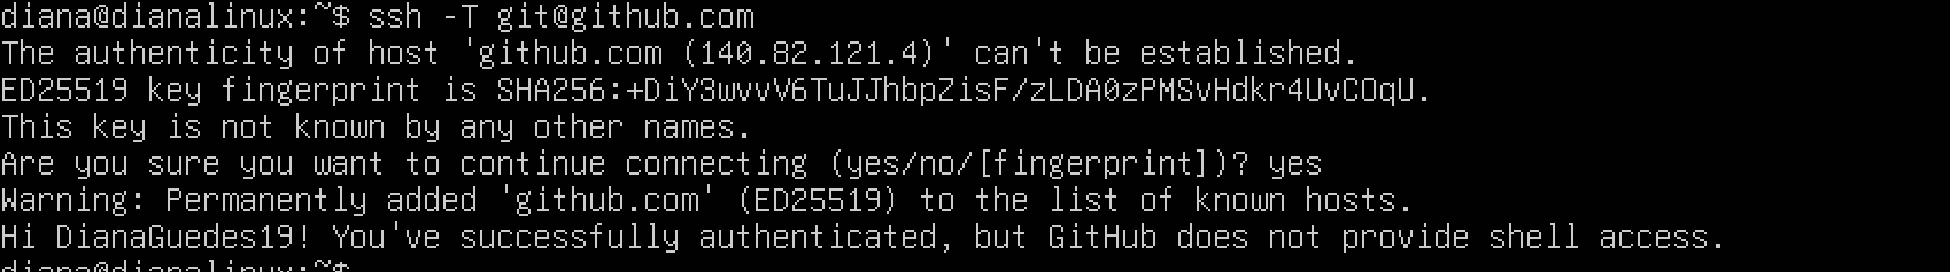 diana@dianalinux:~$ ssh -T git@github.com
The authenticity of host 'github.com (140.82.121.4)' can't be established.
ED25519 key fingerprint is SHA256:+DiY3wvvV6TuJJhbpZisF/zLDA0zPMSvHdkr4UvCOqU.
This key is not known by any other names.
Are you sure you want to continue connecting (yes/no/[fingerprint])? yes
Warning: Permanently added 'github.com' (ED25519) to the list of known hosts.
Hi DianaGuedes19! You've successfully authenticated, but GitHub does not provide shell access.
diana@dianalinux:~$